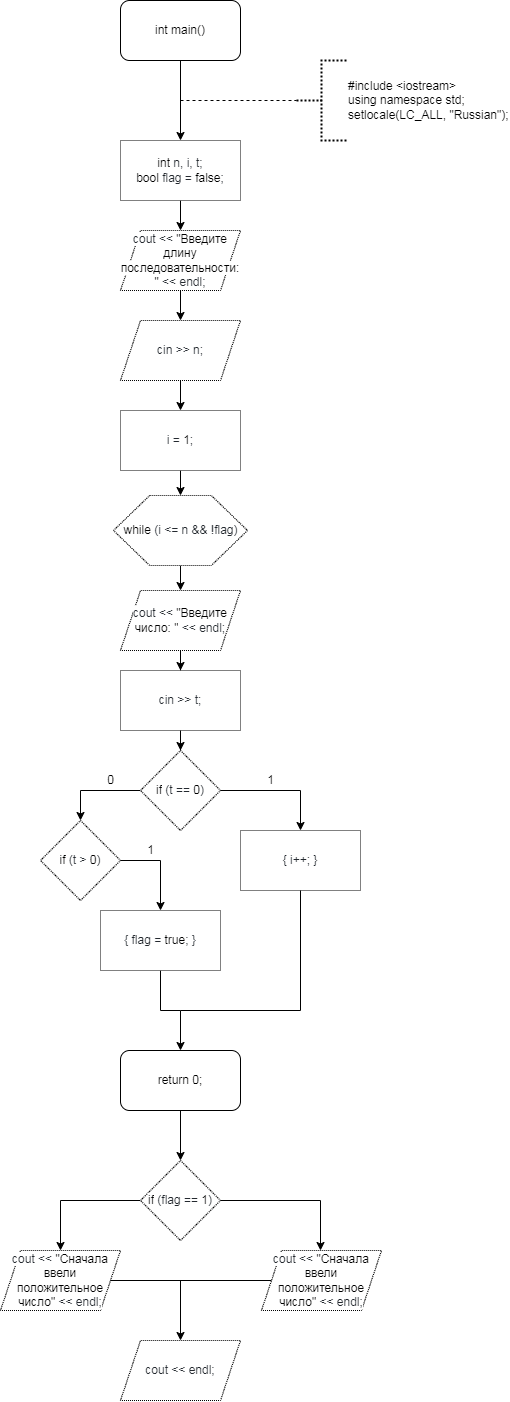 int main()
#include <iostream>
using namespace std;
setlocale(LC_ALL, "Russian");
int n, i, t;
bool flag = false;
cout << "Введите
длину
последовательности:
" << endl;
cin >> n;
i = 1;
while (i <= n && !flag)
cout << "Введите
число: " << endl;
cin >> t;
0
if (t == 0)
1
if (t > 0)
1
{ i++; }
{ flag = true; }
return 0;
if (flag == 1)
cout << "Сначала
ввели
положительное
число" << endl;
cout << "Сначала
ввели
положительное
число" << endl;
cout << endl;